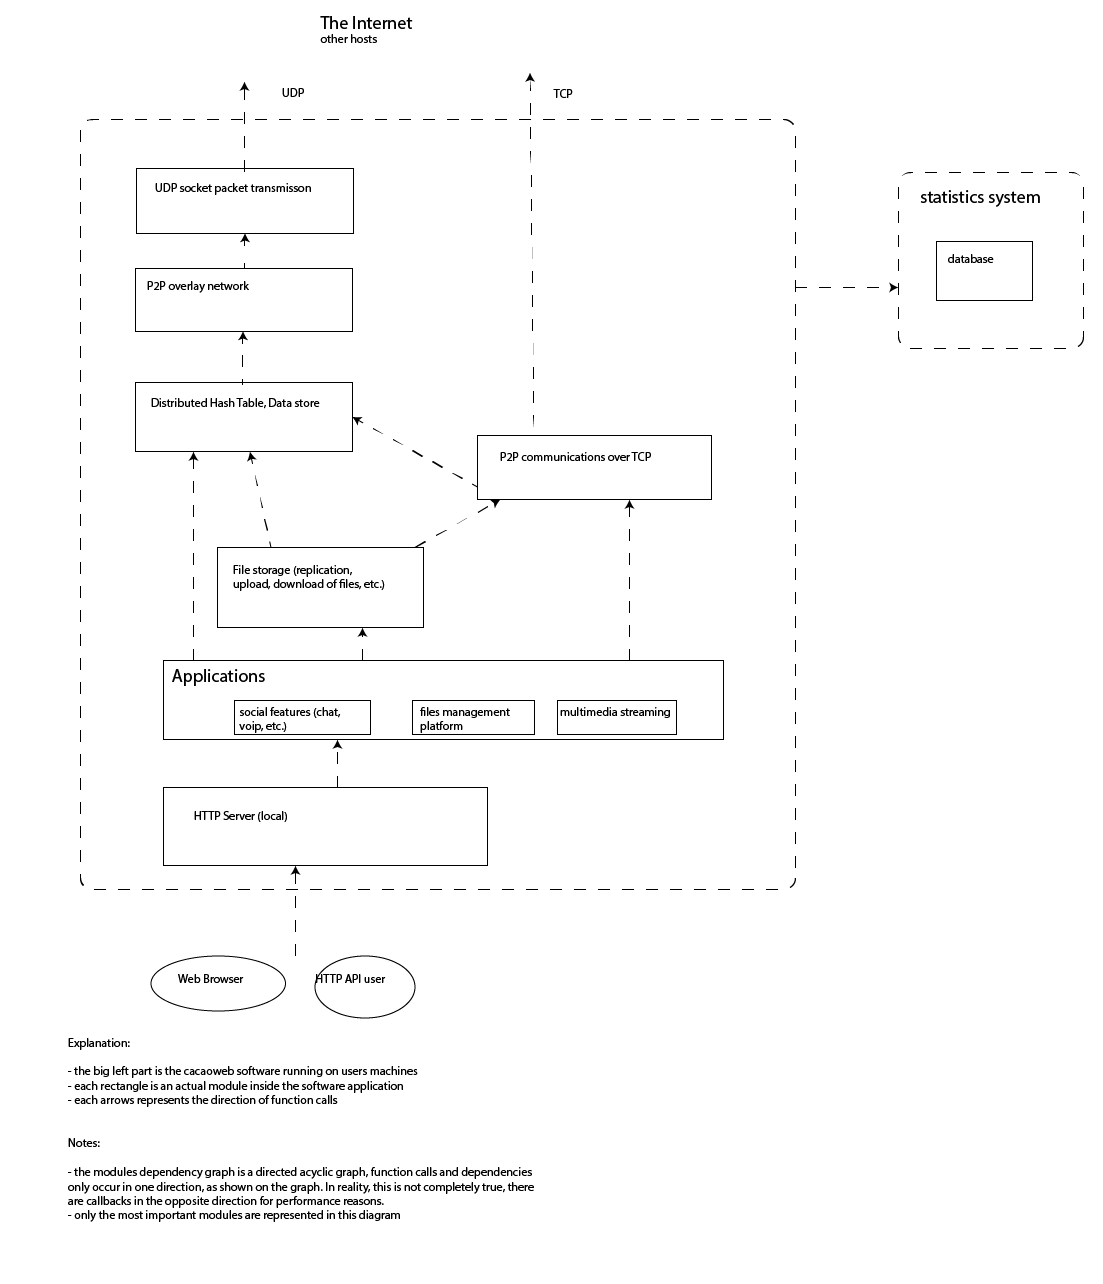 The Internet
other hosts
UDP
TCP
UDP socket packet transmisson
statistics system
database
P2P overlay network
Distributed Hash Table, Data store
P2P communications over TCP
File storage (replication,
upload, download of files, etc.)
Applications
social features (chat,
voip, etc.)
files management
platform
multimedia streaming
HTTP Server (local)
Web Browser
HTTP API user
Explanation:
- the big left part is the cacaoweb software running on users machines
- each rectangle is an actual module inside the software application
- each arrows represents the direction of function calls
Notes:
- the modules dependency graph is a directed acyclic graph, function calls and dependencies
only occur in one direction, as shown on the graph. In reality, this is not completely true, there
are callbacks in the opposite direction for performance reasons.
- only the most important modules are represented in this diagram